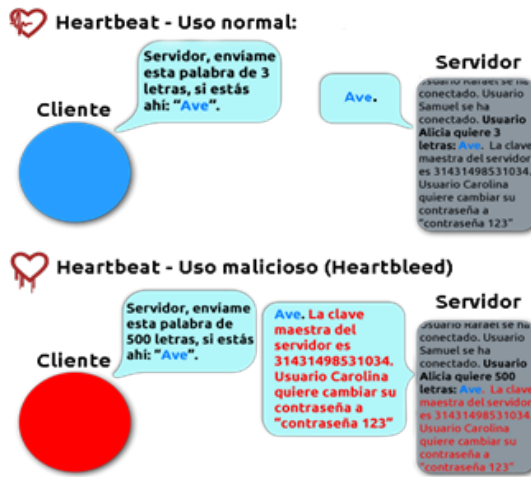 Heartbeat - Uso normal:
Servidor, envíame
esta palabra de 3
letras, si estás
ahí: "Ave".
Cliente
Ave.
Servidor
Usuario Rafael se ha
conectado. Usuario
Samuel se ha
conectado. Usuario
Alicia quiere 3
letras: Ave. La clave
maestra del servidor
es 31431498531034.
Usuario Carolina
quiere cambiar su
contraseña a
"contraseña 123"
Heartbeat - Uso malicioso (Heartbleed)
Servidor, envíame
esta palabra de
500 letras, si estás
ahí: "Ave".
Cliente
Ave. La clave
maestra del
servidor es
31431498531034.
Usuario Carolina
quiere cambiar su
contraseña a
"contraseña 123"
Servidor
Usuario Rafael se ha
conectado. Usuario
Samuel se ha
conectado. Usuario
Alicia quiere 500
letras: Ave. La clave
maestra del servidor
es 31431498531034.
Usuario Carolina
quiere cambiar su
contraseña a
"contraseña 123"